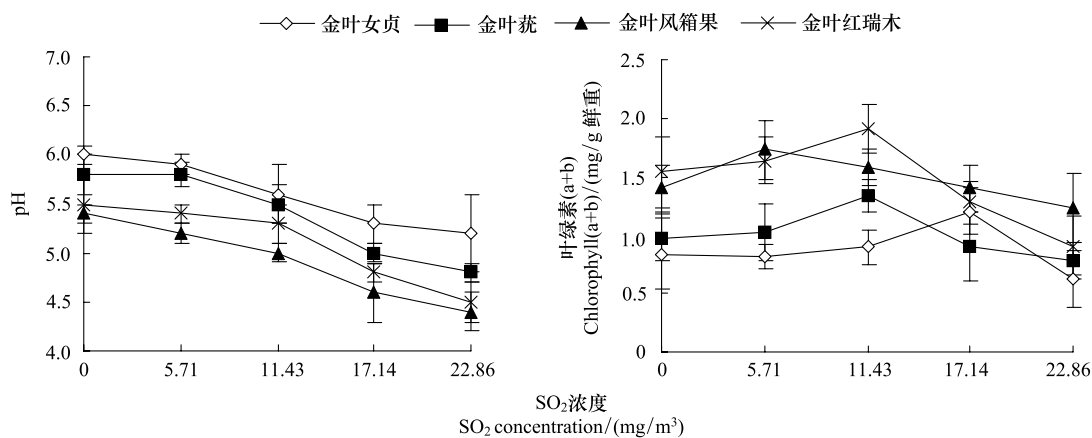 金叶女贞 金叶莸 金叶风箱果 金叶红瑞木
7.0
6.5
6.0
5.5
5.0
4.5
4.0
pH
0 5.71 11.43 17.14 22.86
2.5
2.0
1.5
1.0
0.5
0
叶绿素(a+b)
Chlorophyll(a+b)/(mg/g 鲜重)
0 5.71 11.43 17.14 22.86
SO₂浓度
SO₂ concentration/(mg/m³)